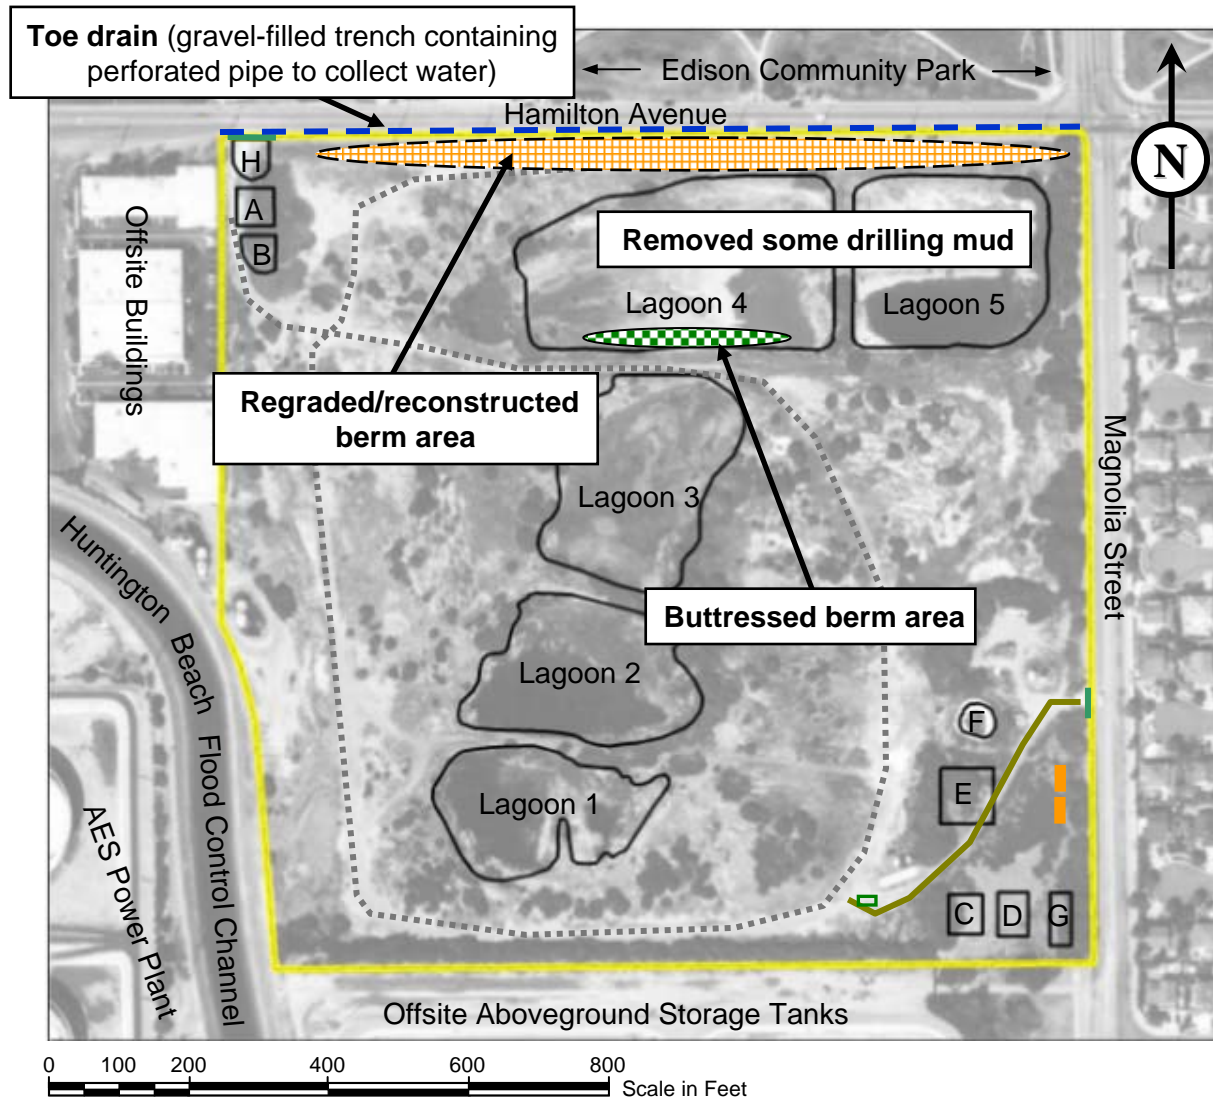 Toe drain (gravel-filled trench containing
perforated pipe to collect water)
Edison Community Park
Hamilton Avenue
N
H
A
B
Offsite Buildings
Removed some drilling mud
Lagoon 4
Lagoon 5
Regraded/reconstructed
berm area
Lagoon 3
Magnolia Street
Huntington Beach Flood Control Channel
Buttressed berm area
Lagoon 2
F
E
Lagoon 1
AES Power Plant
C
D
G
Offsite Aboveground Storage Tanks
0 100 200 400 600 800
Scale in Feet